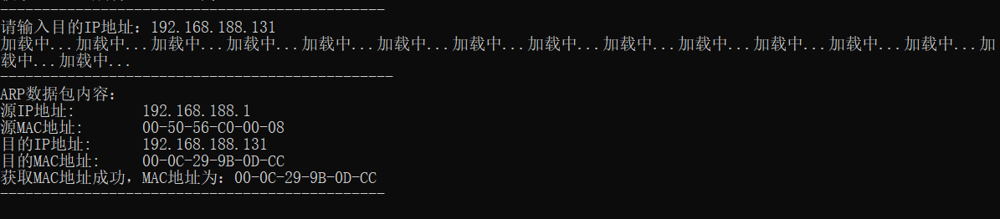 ----------------------------------------------
请输入目的IP地址：192.168.188.131
加载中...加载中...加载中...加载中...加载中...加载中...加载中...加载中...加载中...加载中...加载中...加载中...加载中...加
载中...加载中...
-----------------------------------------------
ARP数据包内容：
源IP地址:        192.168.188.1
源MAC地址:       00-50-56-C0-00-08
目的IP地址:      192.168.188.131
目的MAC地址:     00-0C-29-9B-0D-CC
获取MAC地址成功，MAC地址为：00-0C-29-9B-0D-CC
----------------------------------------------